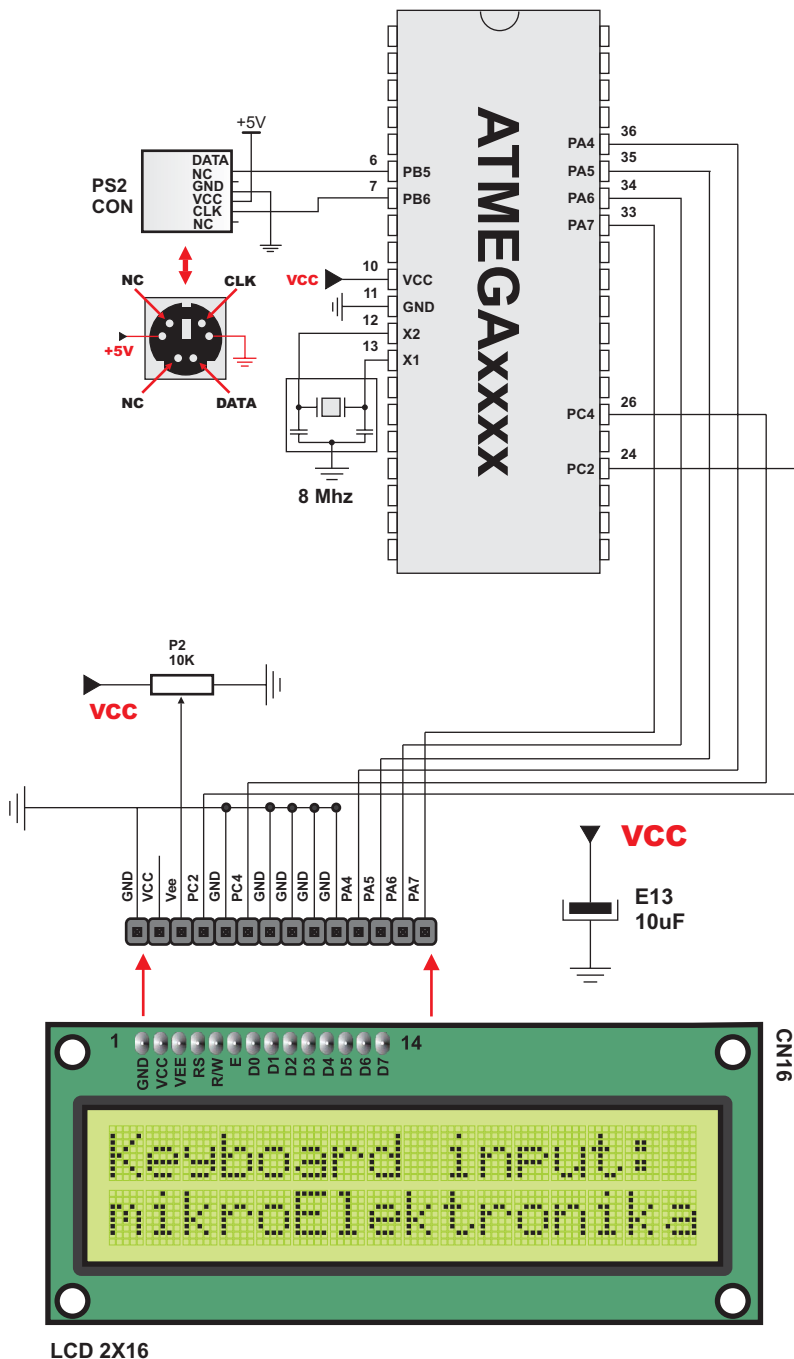 ATMEGAxxxx
+5V
PS2
CON
DATA
NC
GND
VCC
CLK
NC
6
PB5
7
PB6
36
PA4
35
PA5
34
PA6
33
PA7
NC
CLK
+5V
NC
DATA
VCC
10
VCC
11
GND
12
X2
13
X1
8 Mhz
26
PC4
24
PC2
P2
10K
VCC
GND
VCC
Vee
PC2
GND
PC4
GND
GND
GND
GND
PA4
PA5
PA6
PA7
VCC
E13
10uF
1
14
GND
VCC
VEE
RS
R/W
E
D0
D1
D2
D3
D4
D5
D6
D7
CN16
Keyboard input:
mikroElektronika
LCD 2X16